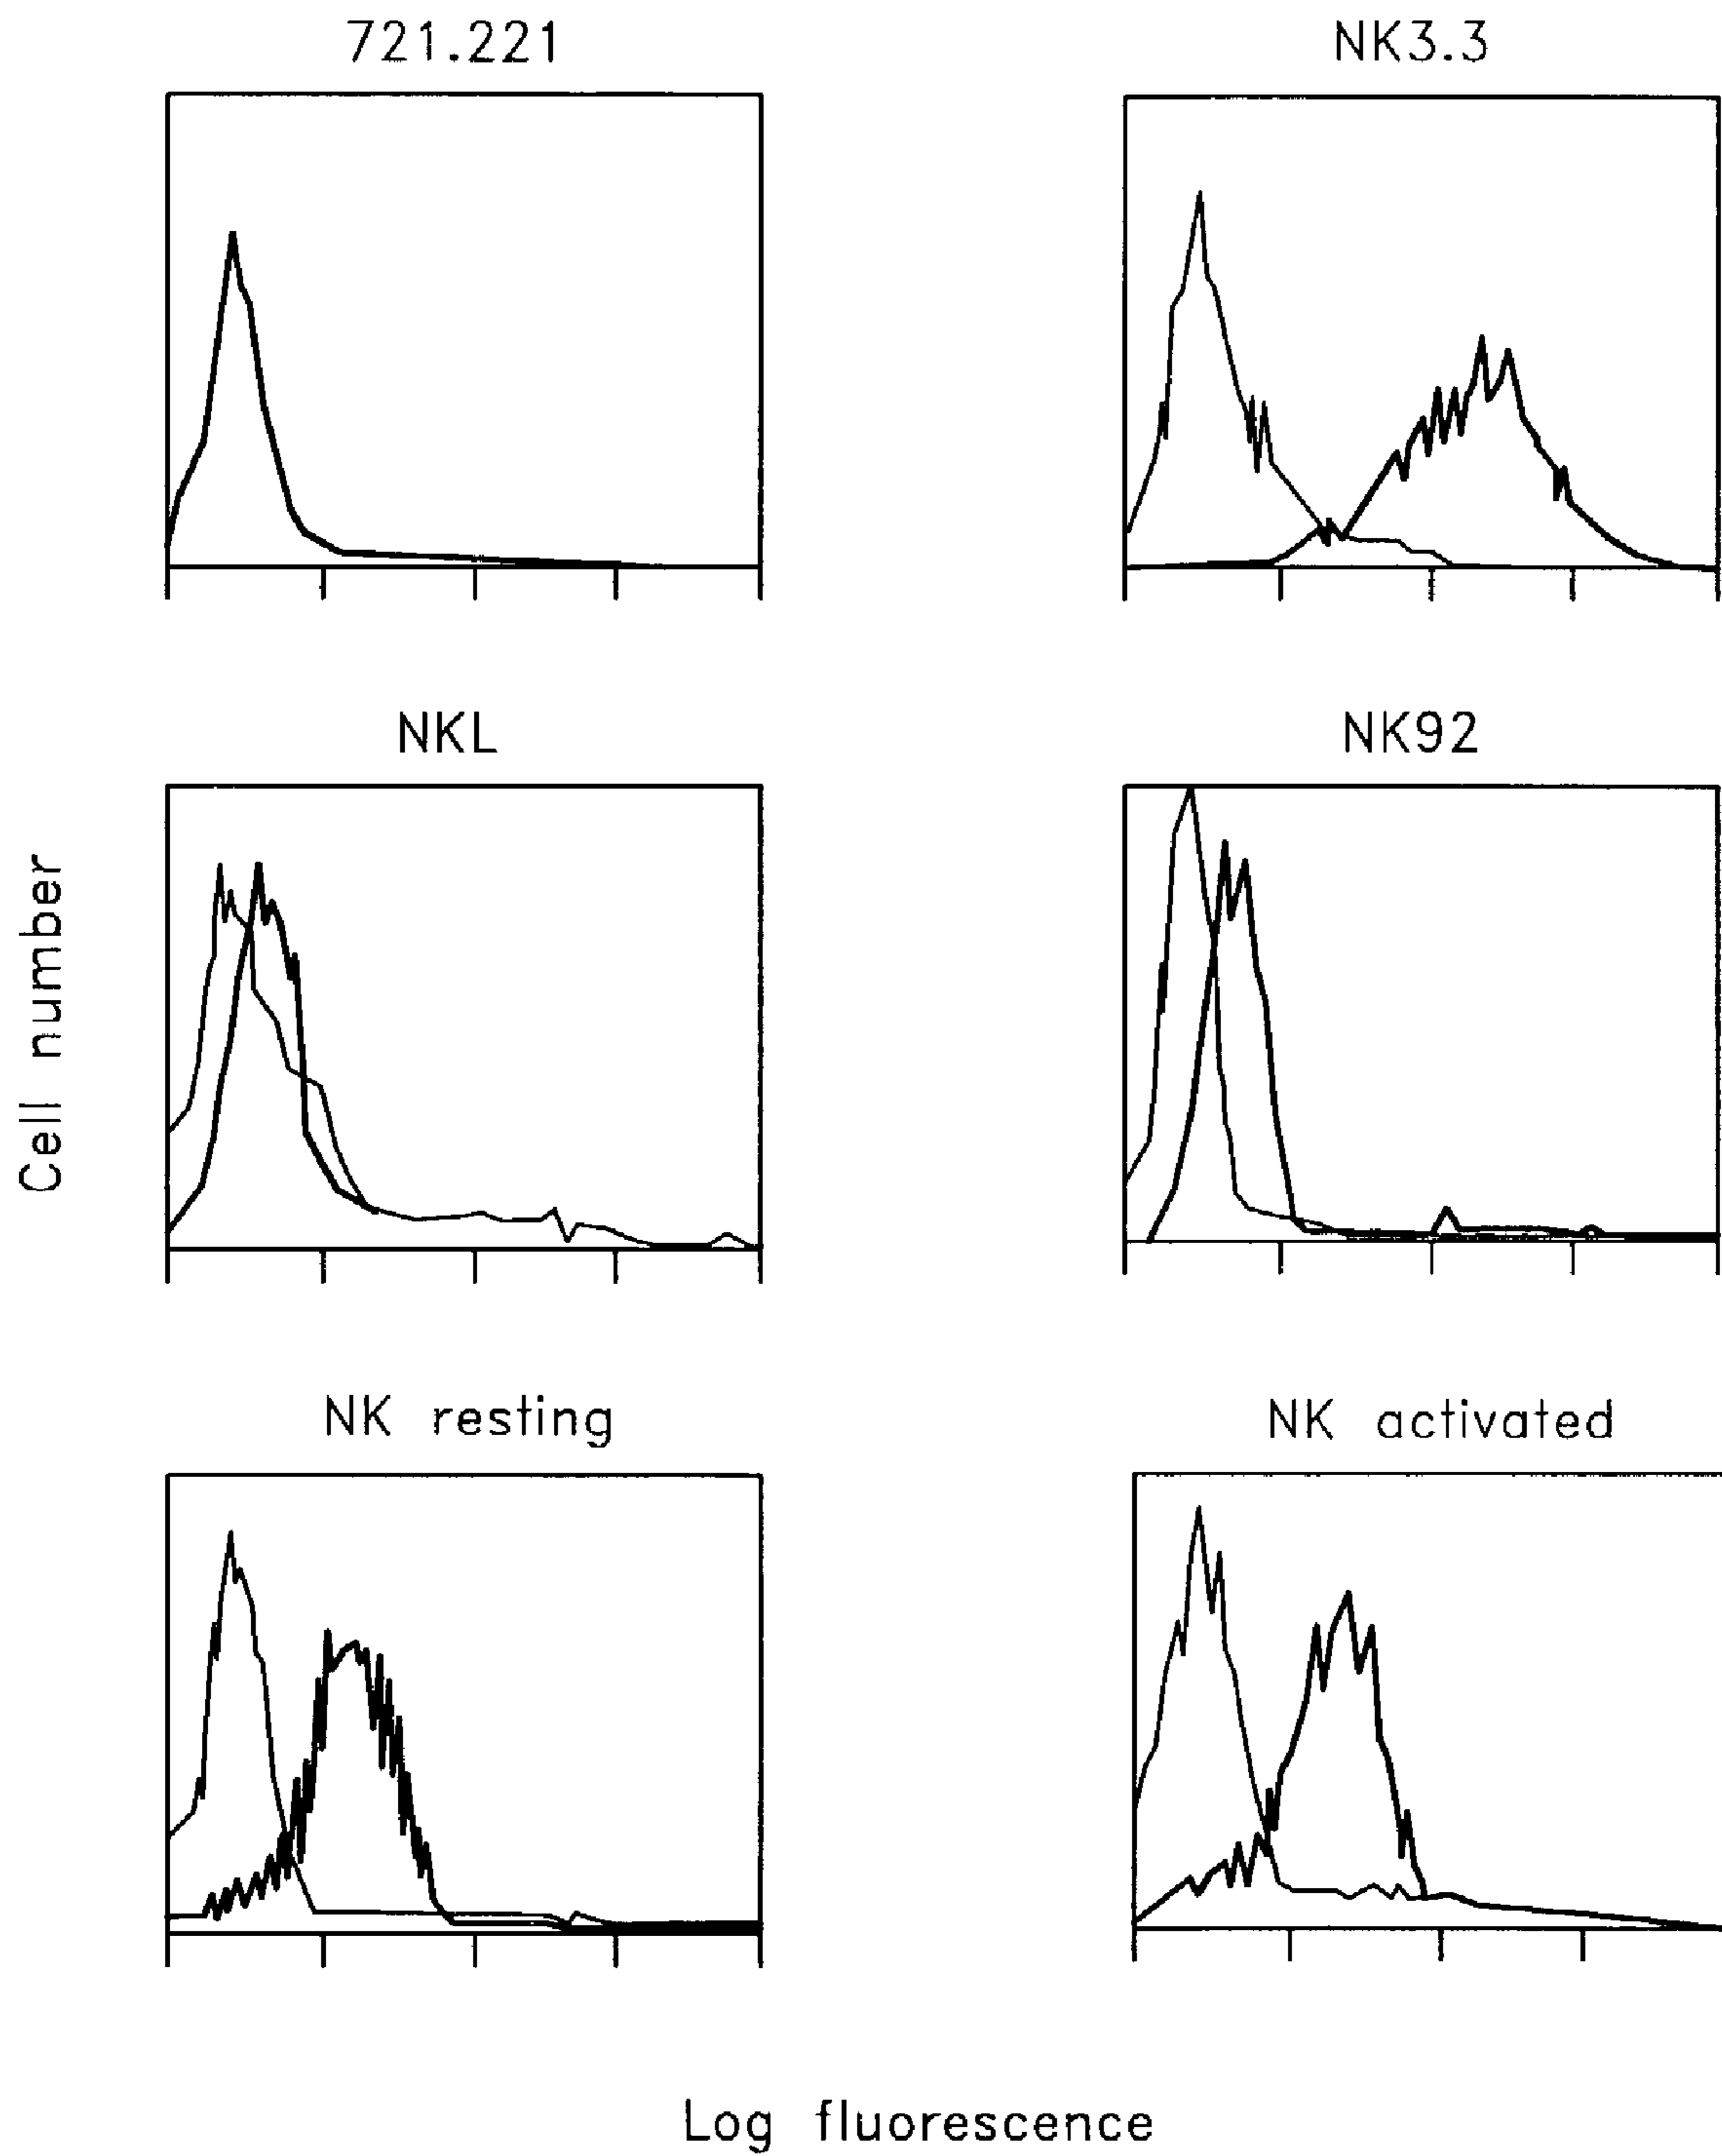 721.221
NK3.3
NKL
NK92
Cell number
NK resting
NK activated
Log fluorescence